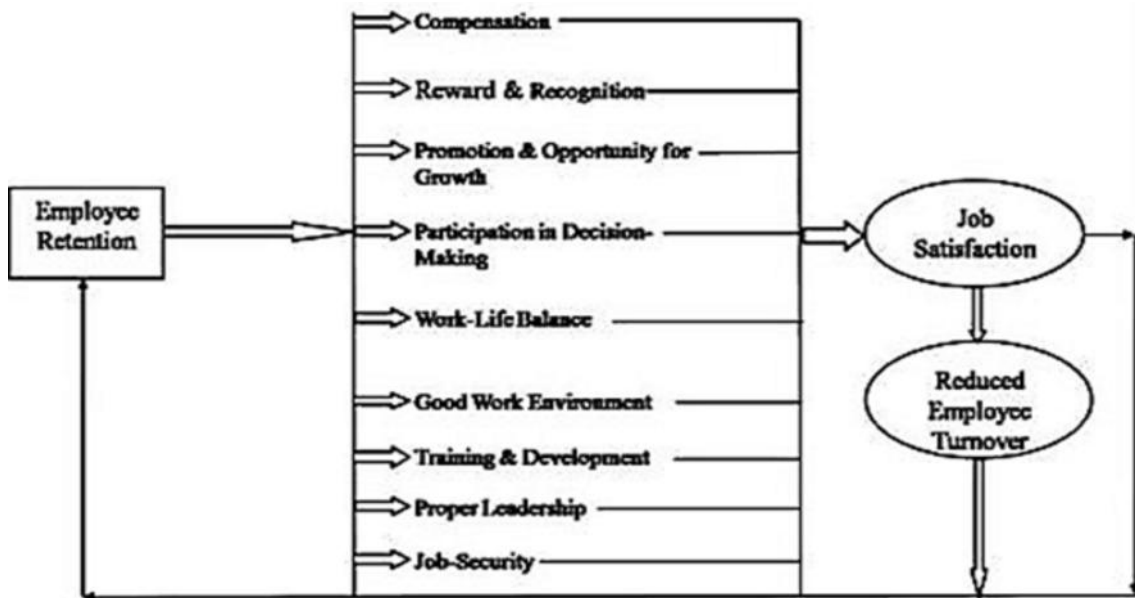 Compensation
Reward & Recognition
Promotion & Opportunity for
Growth
Employee
Retention
Participation in Decision-
Making
Job
Satisfaction
Work-Life Balance
Good Work Environment
Reduced
Employee
Turnover
Training & Development
Proper Leadership
Job-Security